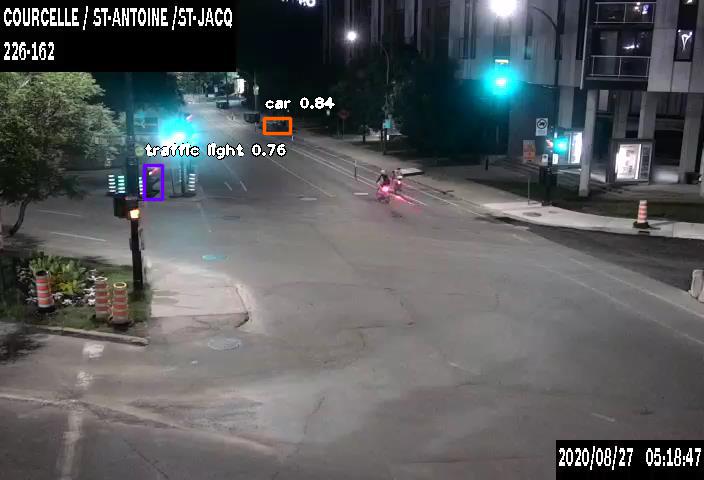 COURCELLE / ST-ANTOINE /ST-JACQ
226-162
car 0.84
traffic light 0.76
2020/08/27 05:18:47